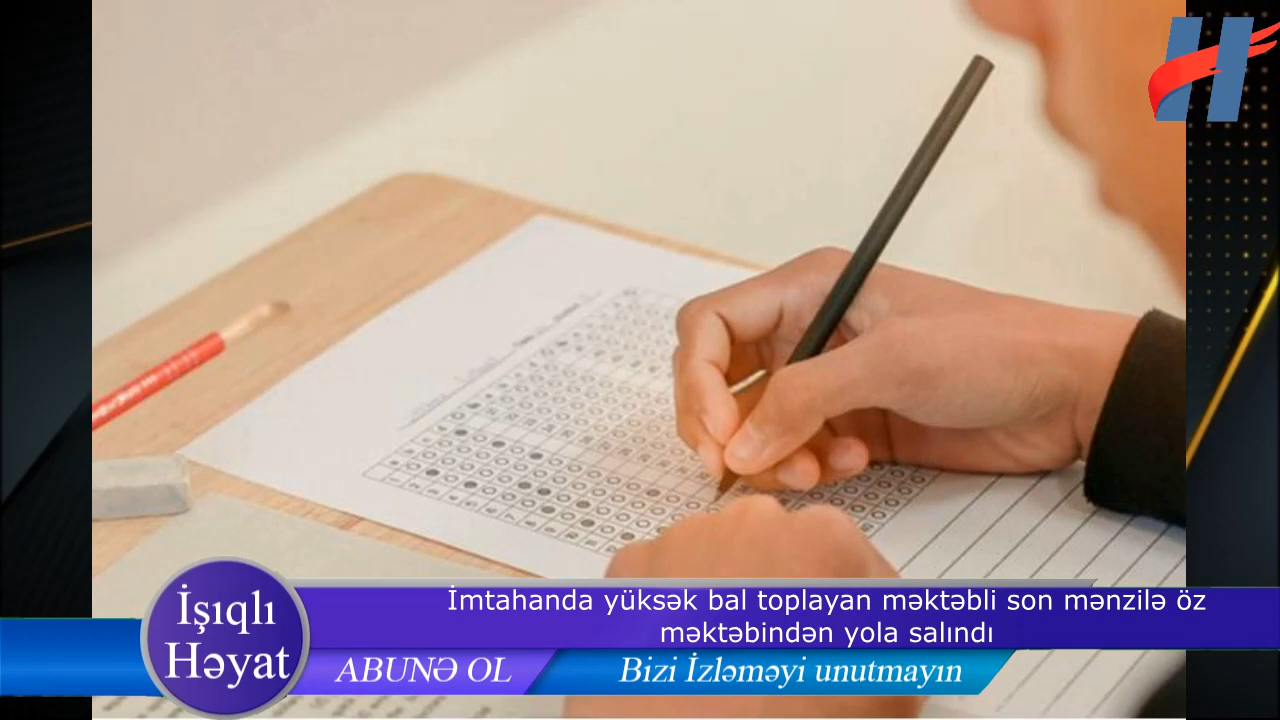 İmtahanda yüksək bal toplayan məktəbli son mənzilə öz
məktəbindən yola salındı
İşıqlı
Həyat
ABUNƏ OL
Bizi İzləməyi unutmayın